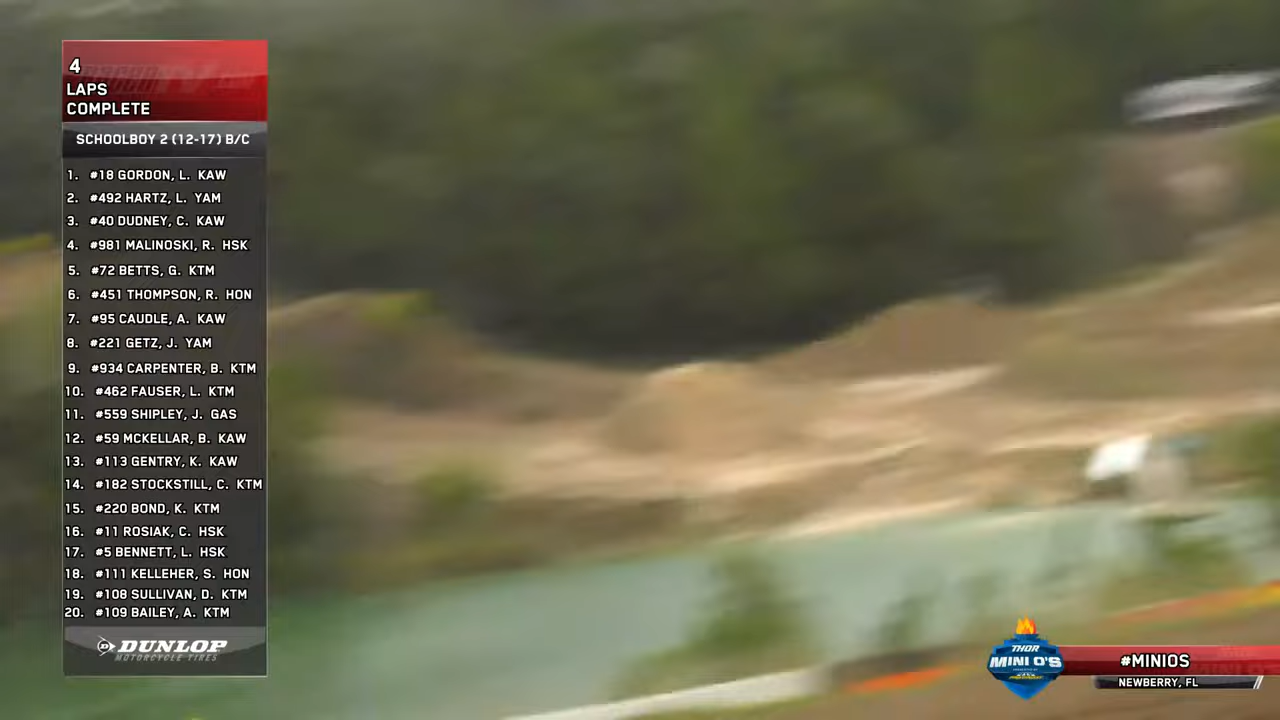 4
LAPS
COMPLETE
SCHOOLBOY 2 (12-17) B/C
1. #18 GORDON, L. KAW
2. #492 HARTZ, L. YAM
3. #40 DUDNEY, C. KAW
4. #981 MALINOSKI, R. HSK
5. #72 BETTS, G. KTM
6. #451 THOMPSON, R. HON
7. #95 CAUDLE, A. KAW
8. #221 GETZ, J. YAM
9. #934 CARPENTER, B. KTM
10. #462 FAUSER, L. KTM
11. #559 SHIPLEY, J. GAS
12. #59 MCKELLAR, B. KAW
13. #113 GENTRY, K. KAW
14. #182 STOCKSTILL, C. KTM
15. #220 BOND, K. KTM
16. #11 ROSIAK, C. HSK
17. #5 BENNETT, L. HSK
18. #111 KELLEHER, S. HON
19. #108 SULLIVAN, D. KTM
20. #109 BAILEY, A. KTM
DUNLOP
MOTORCYCLE TIRES
THOR
MINI O'S
#MINIOS
NEWBERRY, FL